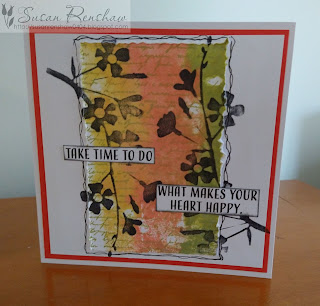 Susan Renshaw
TAKE TIME TO DO
WHAT MAKES YOUR
HEART HAPPY